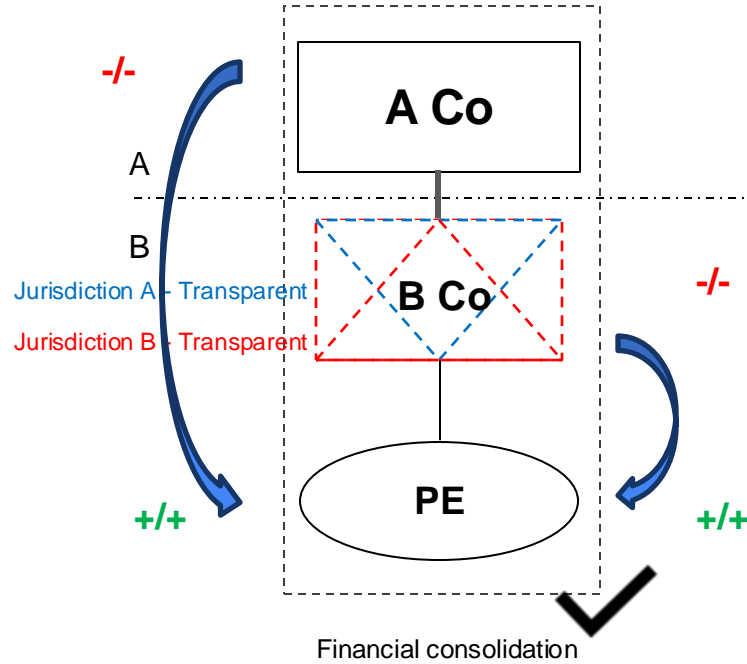 -/-
A Co
A
B
Jurisdiction A - Transparent
B Co
-/-
Jurisdiction B - Transparent
PE
+/+
+/+
Financial consolidation